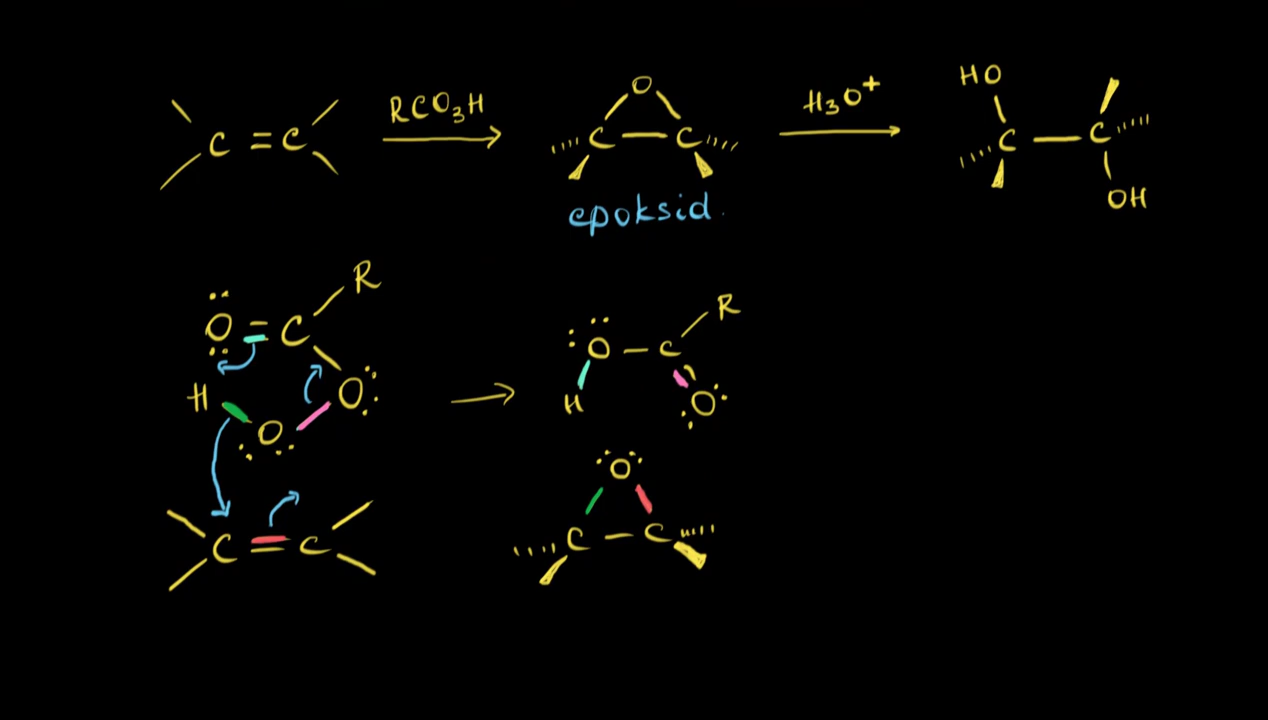 C = C RCO₃H O C — C H₃O⁺ HO C — C OH
epoksid
O = C R H O O
C = C
O — C R H O
O C — C